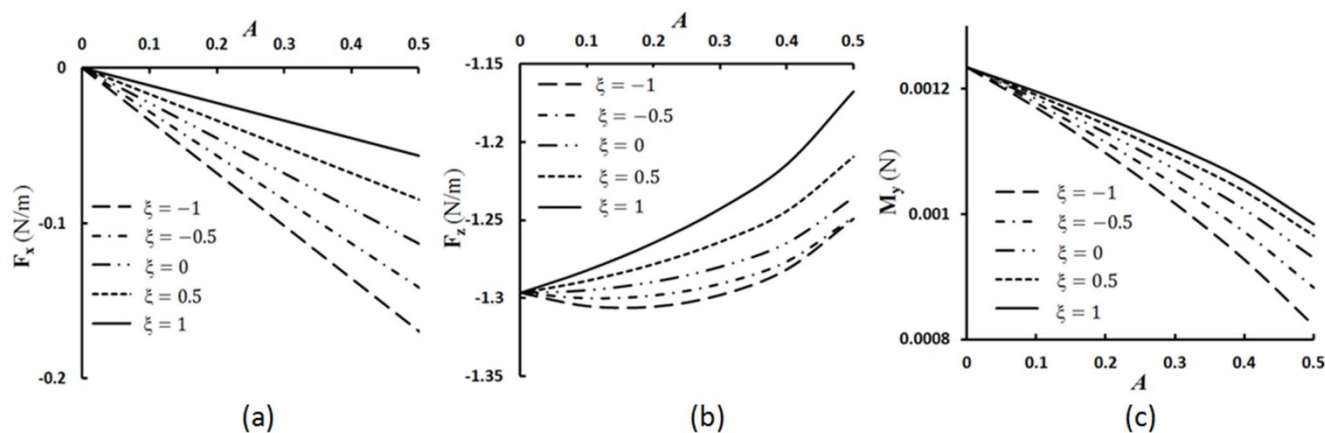 A
0 0.1 0.2 0.3 0.4 0.5
0
-0.1
-0.2
F_x (N/m)
ξ = −1
ξ = −0.5
ξ = 0
ξ = 0.5
ξ = 1
(a)
A
0 0.1 0.2 0.3 0.4 0.5
-1.15
-1.2
-1.25
-1.3
-1.35
F_z (N/m)
ξ = −1
ξ = −0.5
ξ = 0
ξ = 0.5
ξ = 1
(b)
0.0012
0.001
0.0008
M_y (N)
ξ = −1
ξ = −0.5
ξ = 0
ξ = 0.5
ξ = 1
0 0.1 0.2 0.3 0.4 0.5
A
(c)